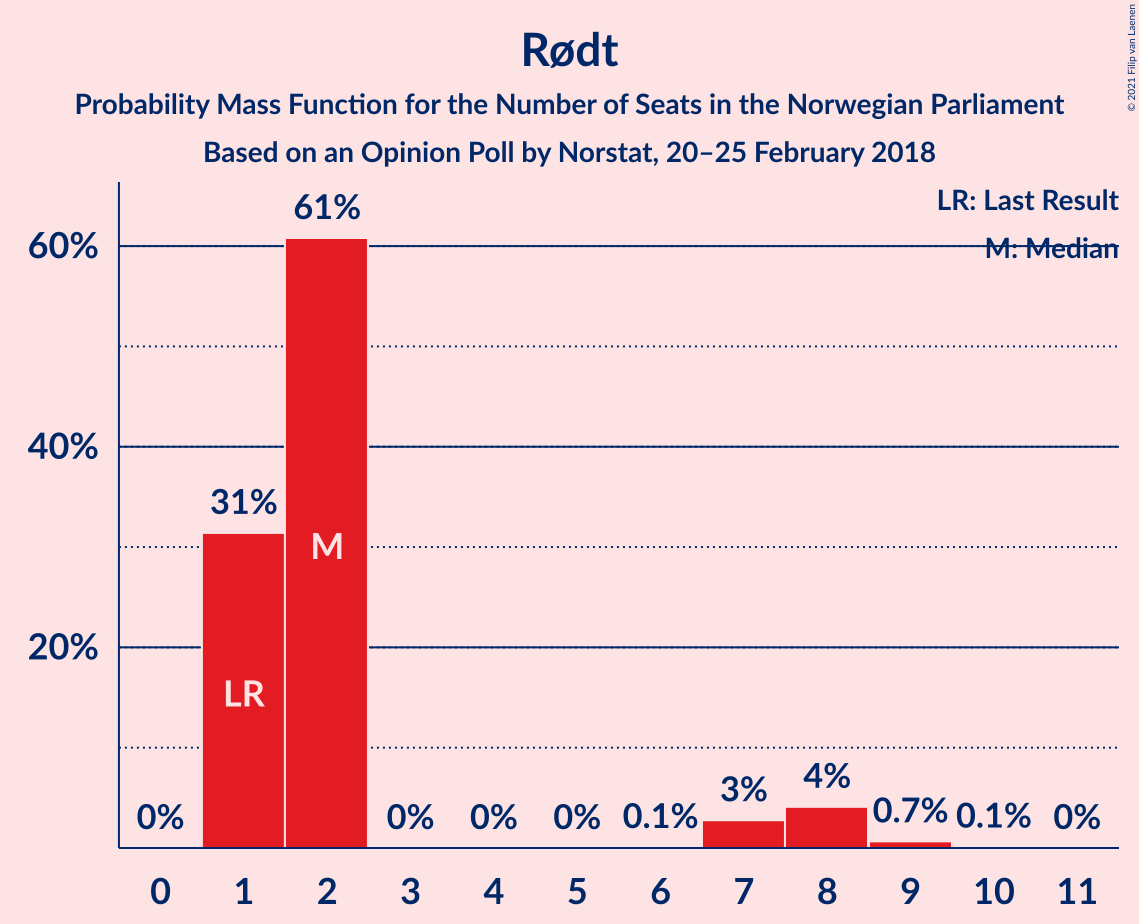 Rødt
Probability Mass Function for the Number of Seats in the Norwegian Parliament
Based on an Opinion Poll by Norstat, 20–25 February 2018
© 2021 Filip van Laenen
LR: Last Result
M: Median
60%
40%
20%
0%
31%
61%
0%
0%
0%
0.1%
3%
4%
0.7%
0.1%
0%
LR
M
0 1 2 3 4 5 6 7 8 9 10 11